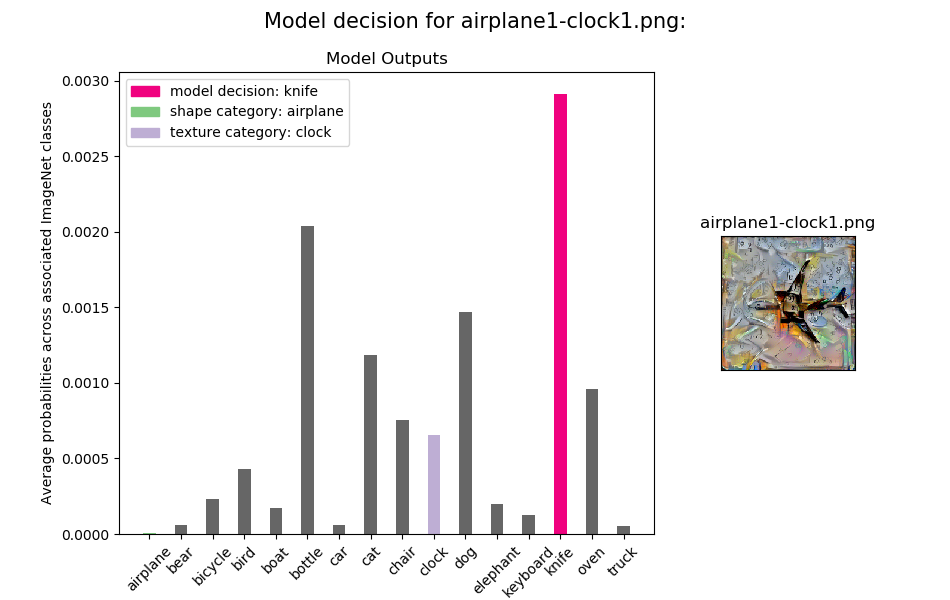 Model decision for airplane1-clock1.png:
Model Outputs
Average probabilities across associated ImageNet classes
0.0030
0.0025
0.0020
0.0015
0.0010
0.0005
0.0000
model decision: knife
shape category: airplane
texture category: clock
airplane
bear
bicycle
bird
boat
bottle
car
cat
chair
clock
dog
elephant
keyboard
knife
oven
truck
airplane1-clock1.png